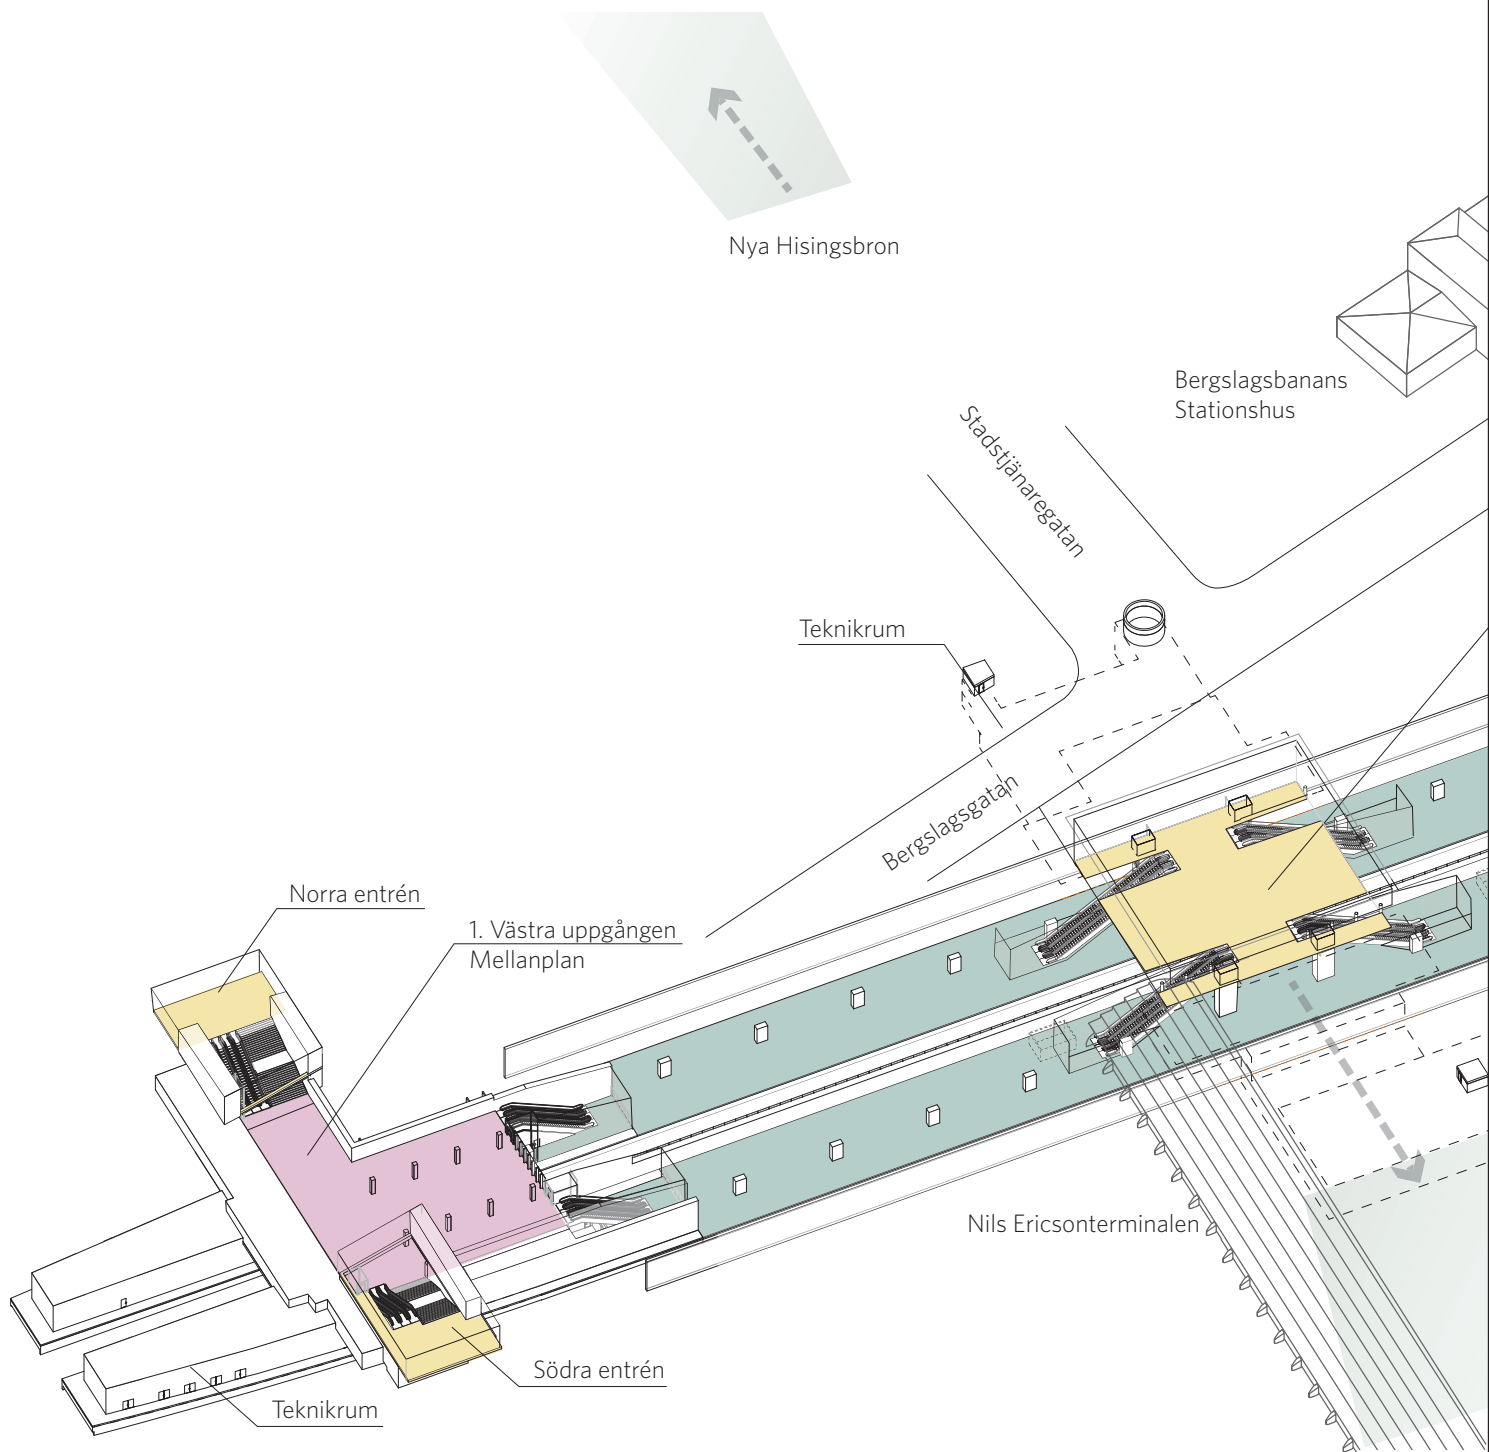 Nya Hisingsbron
Bergslagsbanans
Stationshus
Stadstjänaregatan
Teknikrum
Bergslagsgatan
Norra entrén
1. Västra uppgången
Mellanplan
Nils Ericsonterminalen
Södra entrén
Teknikrum